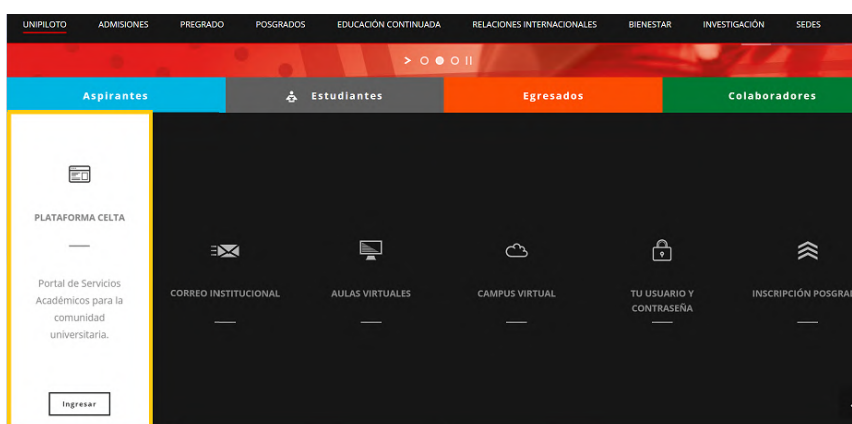 UNIPILOTO ADMISIONES PREGRADO POSGRADOS EDUCACIÓN CONTINUADA RELACIONES INTERNACIONALES BIENESTAR INVESTIGACIÓN SEDES
Aspirantes Estudiantes Egresados Colaboradores
PLATAFORMA CELTA
Portal de Servicios
Académicos para la
comunidad
universitaria.
Ingresar
CORREO INSTITUCIONAL
AULAS VIRTUALES
CAMPUS VIRTUAL
TU USUARIO Y
CONTRASEÑA
INSCRIPCIÓN